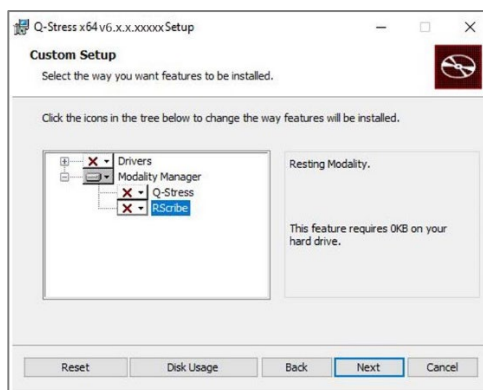 Q-Stress x64 v6.x.x.xxxxx Setup
Custom Setup
Select the way you want features to be installed.
Click the icons in the tree below to change the way features will be installed.
Drivers
Modality Manager
Q-Stress
RScribe
Resting Modality.
This feature requires 0KB on your
hard drive.
Reset Disk Usage Back Next Cancel